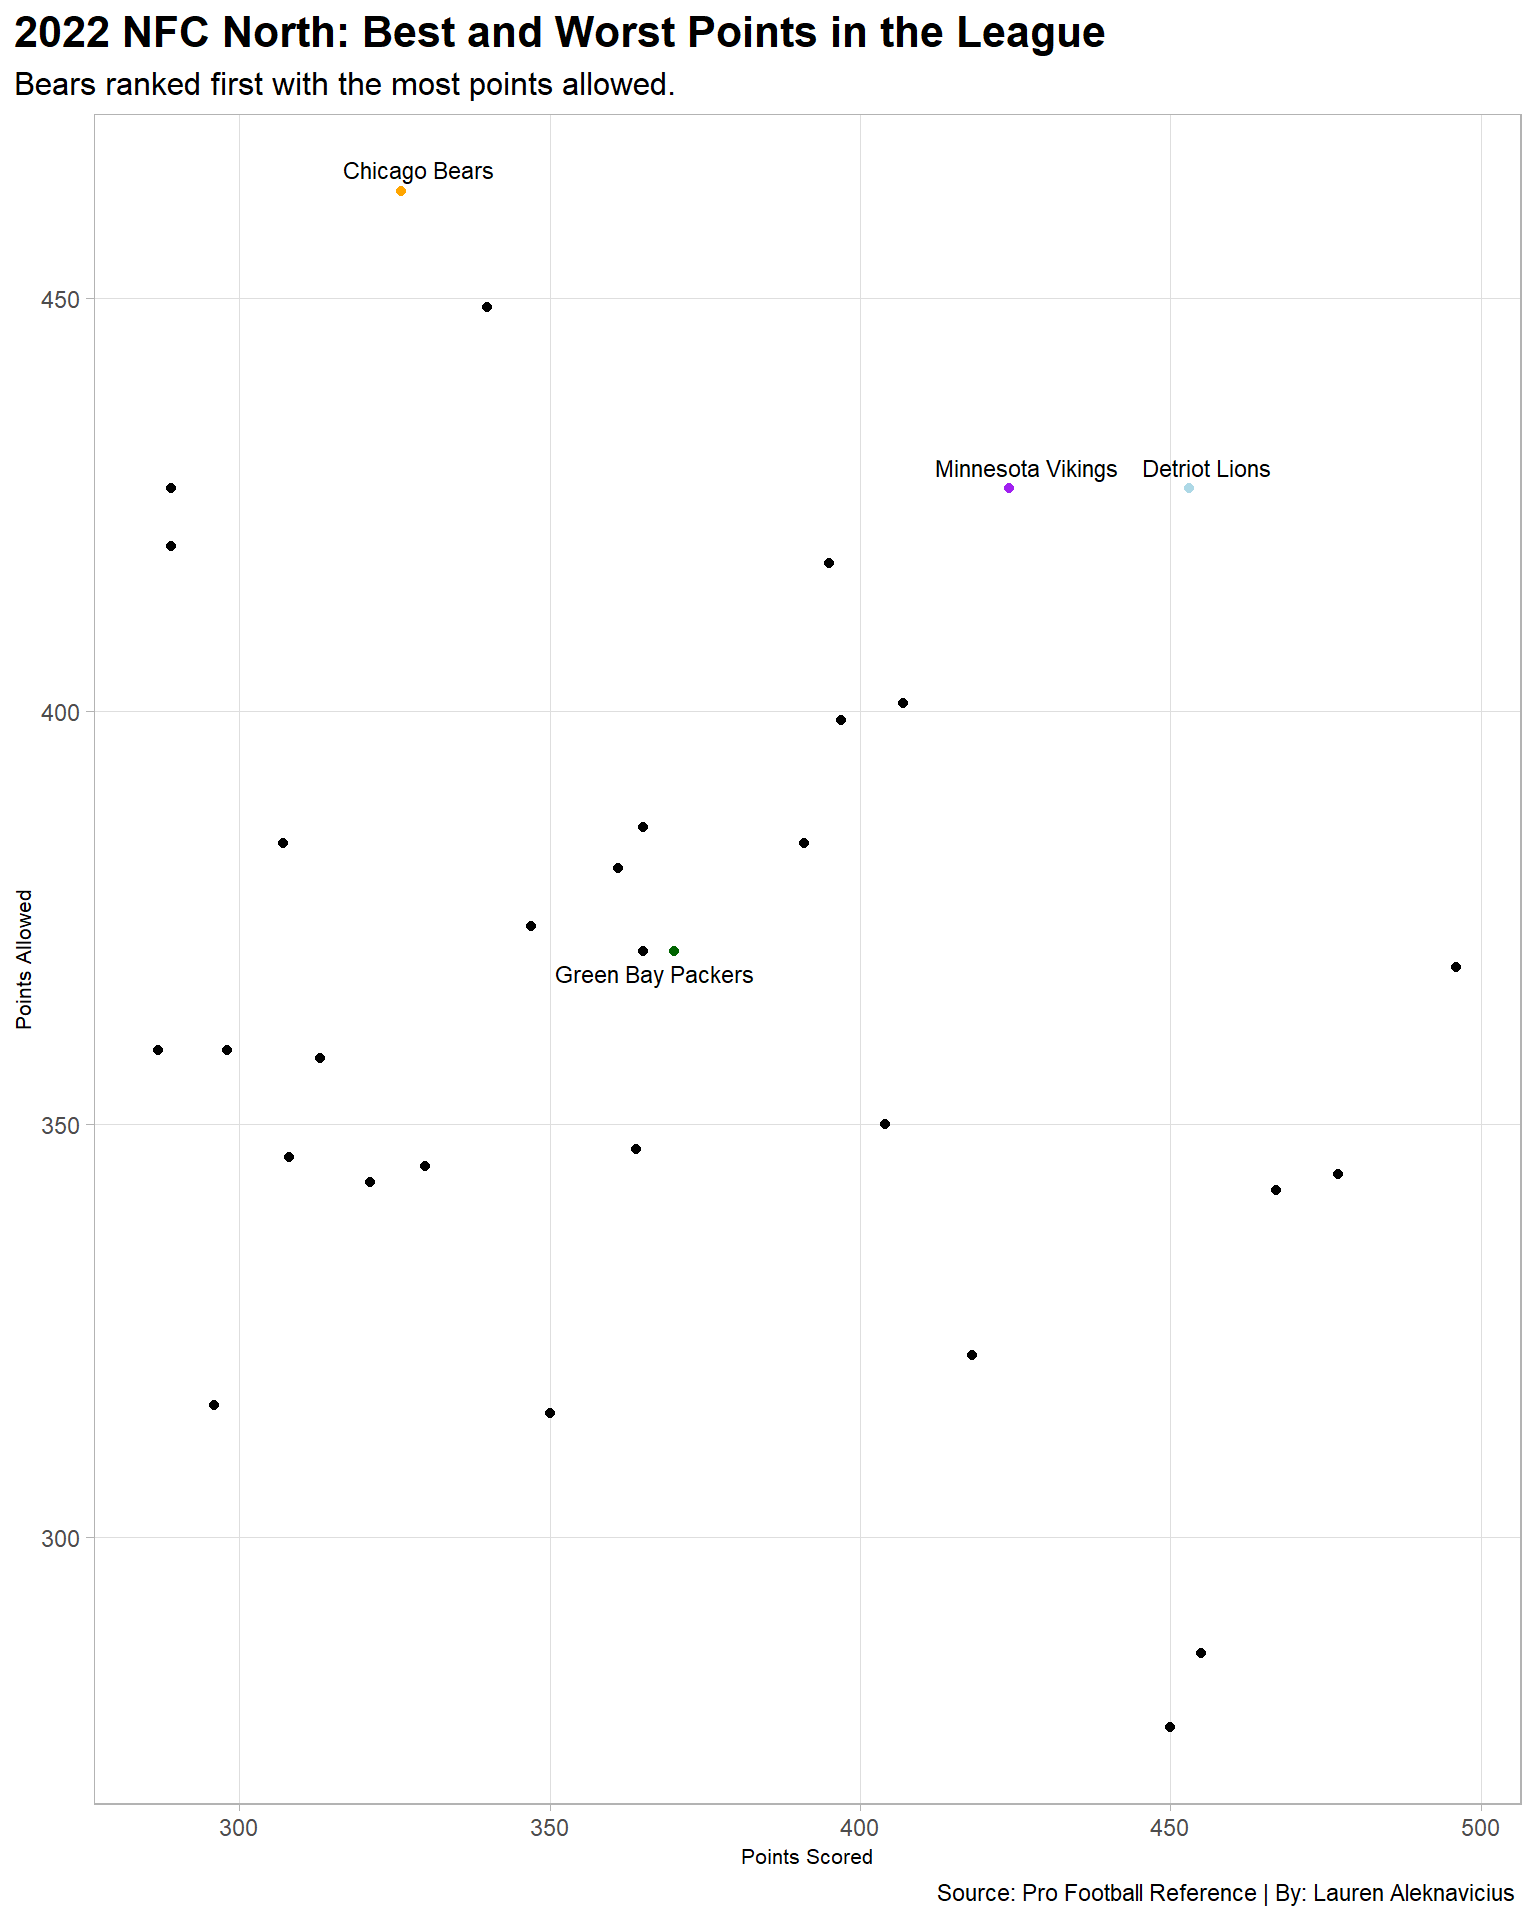 2022 NFC North: Best and Worst Points in the League
Bears ranked first with the most points allowed.
Chicago Bears
450
Minnesota Vikings
Detriot Lions
400
Points Allowed
Green Bay Packers
350
300
300
350
400
450
500
Points Scored
Source: Pro Football Reference | By: Lauren Aleknavicius